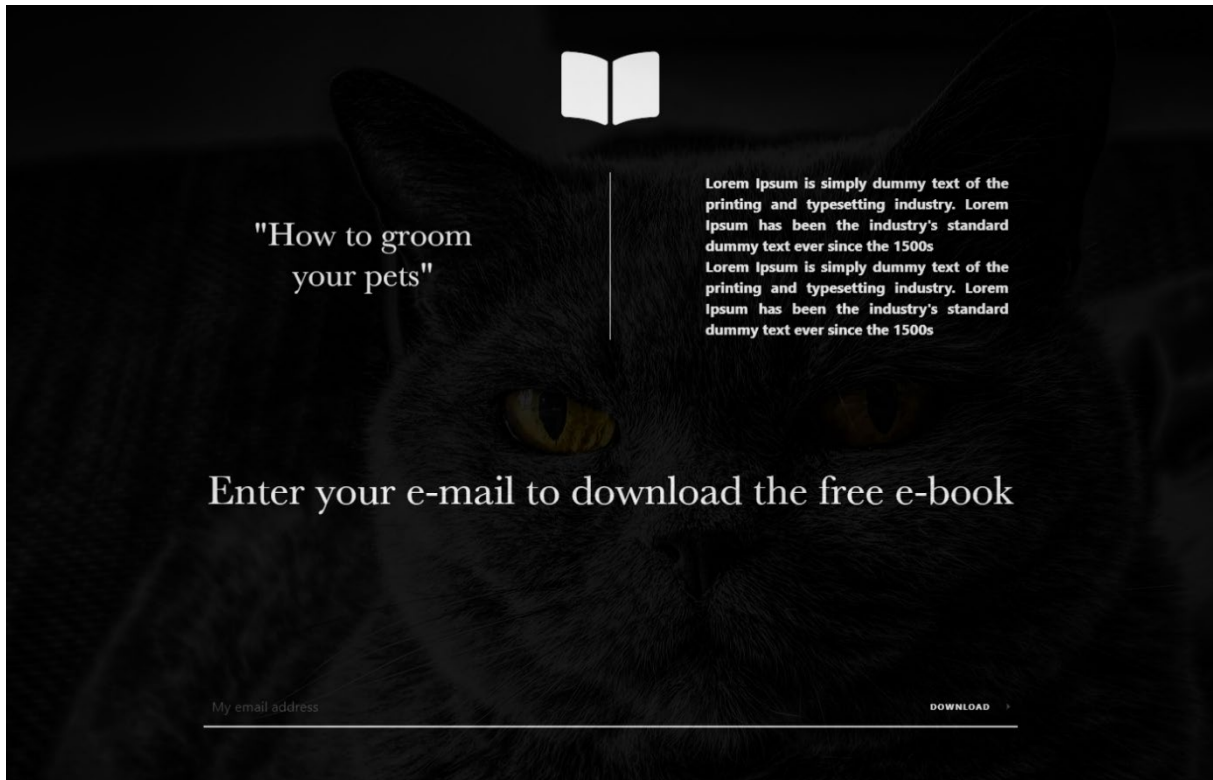 "How to groom
your pets"
Lorem Ipsum is simply dummy text of the
printing and typesetting industry. Lorem
Ipsum has been the industry's standard
dummy text ever since the 1500s
Lorem Ipsum is simply dummy text of the
printing and typesetting industry. Lorem
Ipsum has been the industry's standard
dummy text ever since the 1500s
Enter your e-mail to download the free e-book
My email address
DOWNLOAD